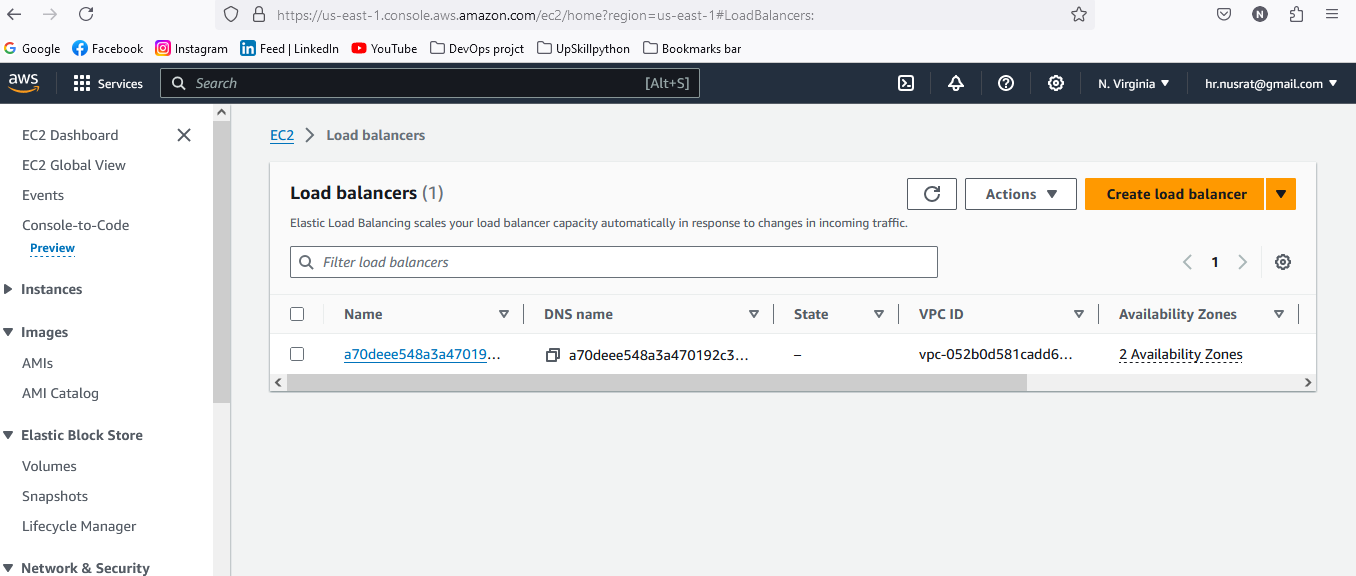 https://us-east-1.console.aws.amazon.com/ec2/home?region=us-east-1#LoadBalancers:
N
G Google Facebook Instagram in Feed | LinkedIn YouTube DevOps projct UpSkillpython Bookmarks bar
aws Services Search [Alt+S] N. Virginia hr.nusrat@gmail.com
EC2 Dashboard
EC2 Global View
Events
Console-to-Code
Preview
Instances
Images
AMIs
AMI Catalog
Elastic Block Store
Volumes
Snapshots
Lifecycle Manager
Network & Security
EC2 > Load balancers
Load balancers (1)
Actions
Create load balancer
Elastic Load Balancing scales your load balancer capacity automatically in response to changes in incoming traffic.
Filter load balancers
1
Name DNS name State VPC ID Availability Zones
a70deee548a3a47019... a70deee548a3a470192c3... – vpc-052b0d581cadd6... 2 Availability Zones